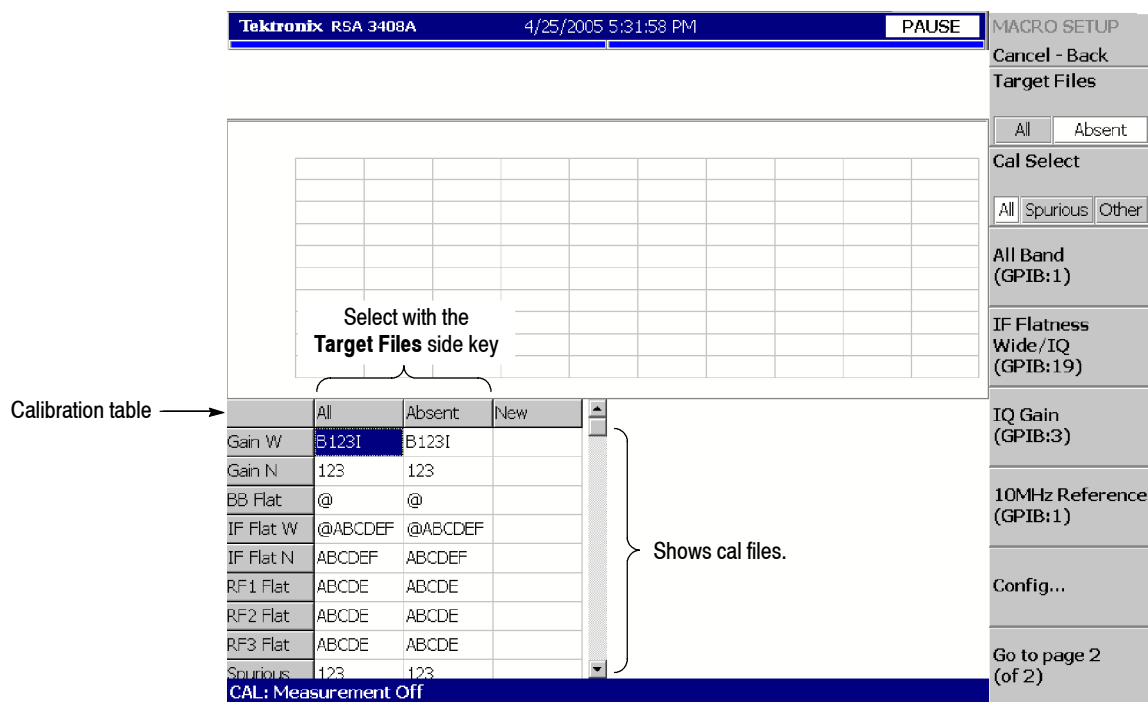 Tektronix RSA 3408A 4/25/2005 5:31:58 PM PAUSE
MACRO SETUP
Cancel - Back
Target Files
All Absent
Cal Select
All Spurious Other
All Band
(GPIB:1)
IF Flatness
Wide/IQ
(GPIB:19)
IQ Gain
(GPIB:3)
10MHz Reference
(GPIB:1)
Config...
Go to page 2
(of 2)
Select with the
Target Files side key
Calibration table
All Absent New
Gain W B123I B123I
Gain N 123 123
BB Flat @ @
IF Flat W @ABCDEF @ABCDEF
IF Flat N ABCDEF ABCDEF
RF1 Flat ABCDE ABCDE
RF2 Flat ABCDE ABCDE
RF3 Flat ABCDE ABCDE
Spurious 123 123
Shows cal files.
CAL: Measurement Off